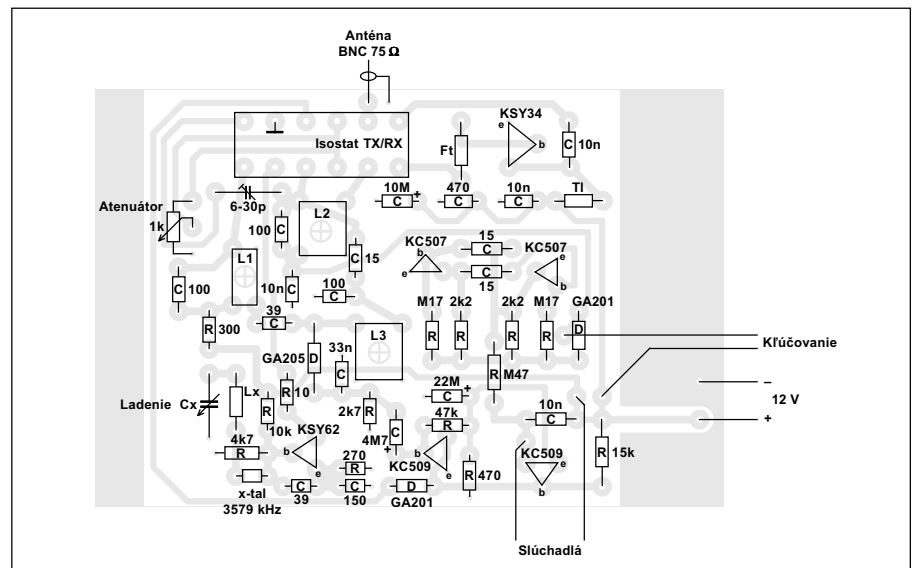 Anténa
BNC 75 Ω
KSY34
e
b
Isostat TX/RX
Ft
C
10n
10M
+
470
10n
Tl
C
C
C
6-30p
Atenuátor
1k
L2
100
C
C
15
KC507
b
e
15
C
C
15
KC507
e
b
L1
C
100
10n
C
100
C
M17
2k2
2k2
M17
GA201
R
R
R
R
D
39
C
R
300
L3
33n
GA205
D
C
R
M47
Kľúčovanie
–
12 V
+
22M
+
C
Ladenie
Cx
Lx
R
10
R
10k
2k7
R
10n
C
47k
R
4M7
C
+
4k7
R
KSY62
b
e
270
R
KC509
b
e
R
470
KC509
e
b
R
15k
x-tal
3579 kHz
C
39
C
150
D
GA201
Slúchadlá